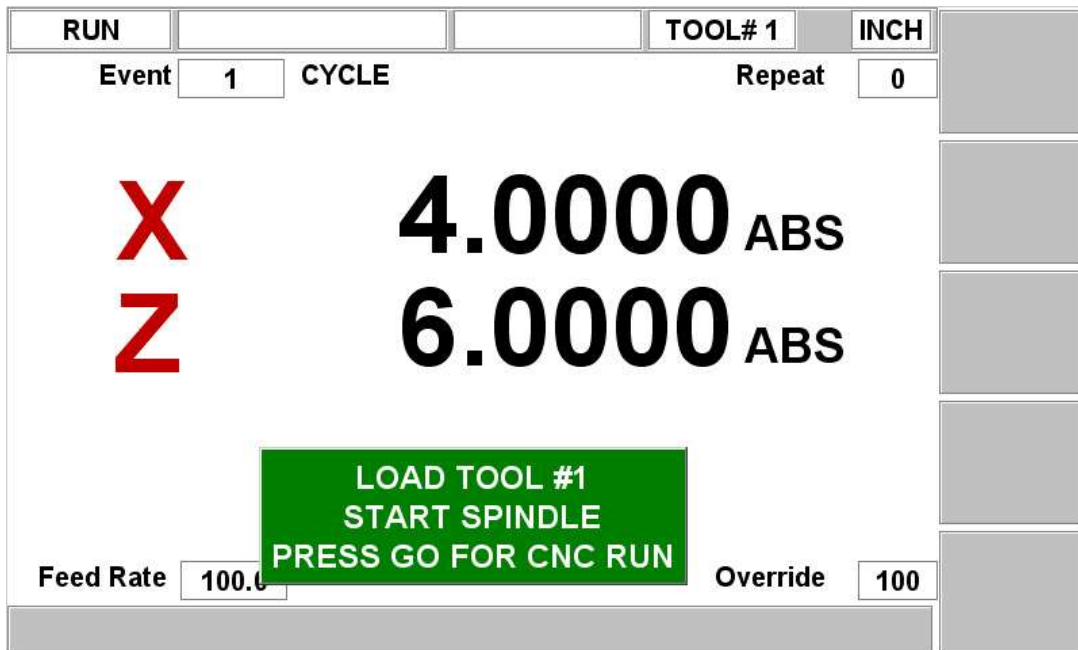 RUN TOOL# 1 INCH
Event 1 CYCLE Repeat 0
X 4.0000 ABS
Z 6.0000 ABS
LOAD TOOL #1
START SPINDLE
PRESS GO FOR CNC RUN
Feed Rate 100. Override 100